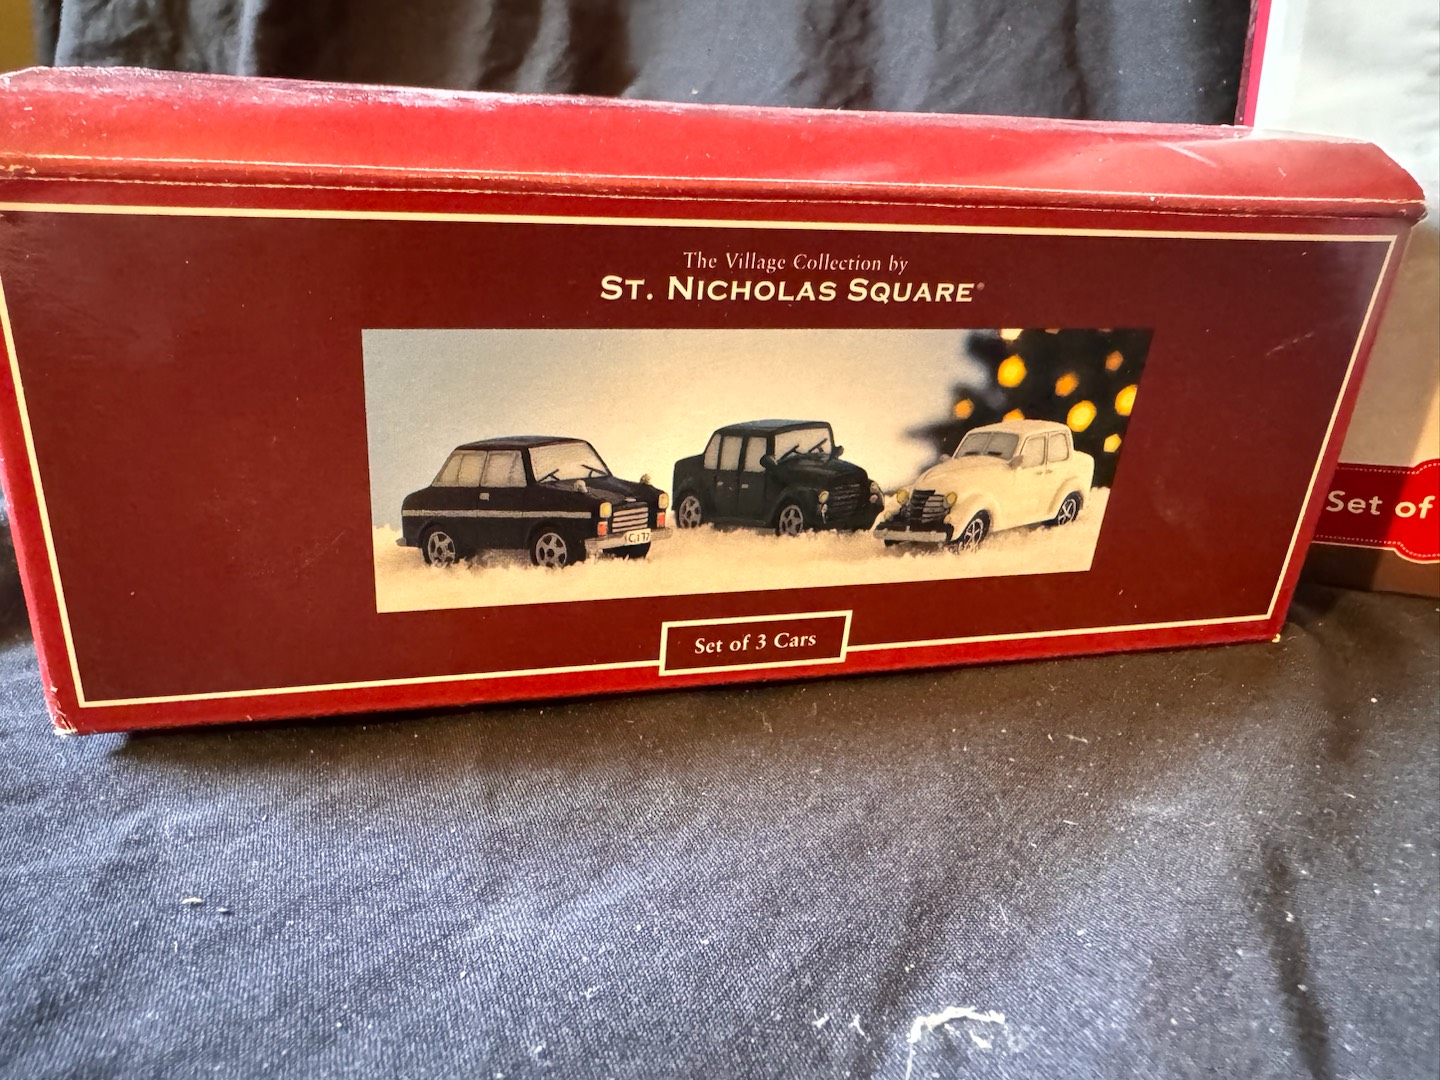 The Village Collection by
ST. NICHOLAS SQUARE®
Set of 3 Cars
Set of